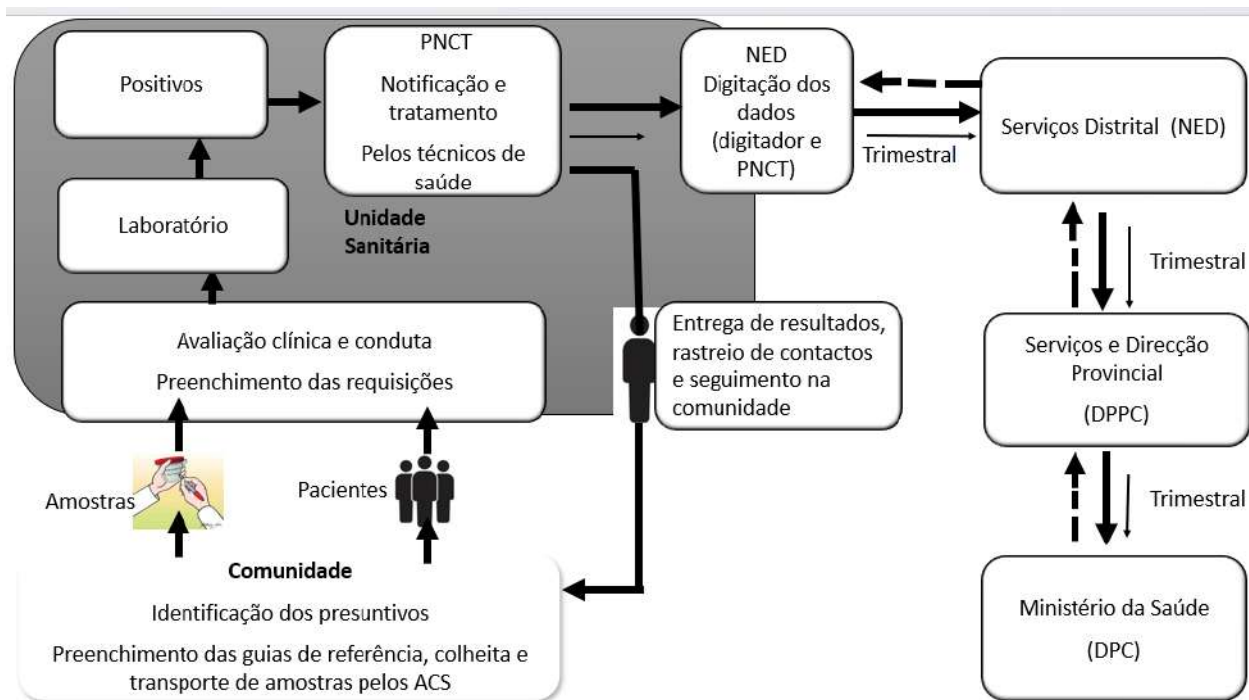 Positivos
PNCT
Notificação e
tratamento
Pelos técnicos de
saúde
NED
Digitação dos
dados
(digitador e
PNCT)
Trimestral
Serviços Distrital (NED)
Laboratório
Unidade
Sanitária
Trimestral
Avaliação clínica e conduta
Preenchimento das requisições
Entrega de resultados,
rastreio de contactos
e seguimento na
comunidade
Serviços e Direcção
Provincial
(DPPC)
Amostras
Pacientes
Trimestral
Comunidade
Identificação dos presuntivos
Preenchimento das guias de referência, colheita e
transporte de amostras pelos ACS
Ministério da Saúde
(DPC)